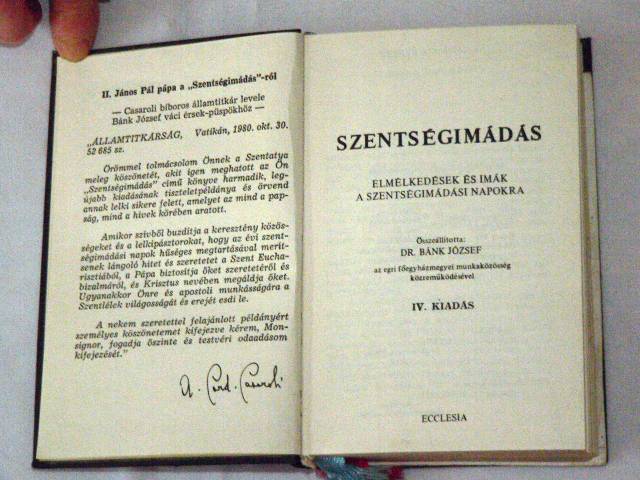 II. János Pál pápa a „Szentségimádás"-ról
— Casaroli bíboros államtitkár levele
Bánk József váci érsek-püspökhöz —
„ÁLLAMTITKÁRSÁG, Vatikán, 1980. okt. 30.
52 685 sz.
Örömmel tolmácsolom Önnek a Szentatya
meleg köszönetét, akit igen meghatott az Ön
„Szentségimádás" című könyve harmadik, leg-
újabb kiadásának tiszteletpéldánya és örvend
annak lelki sikere felett, amelyet az mind a pap-
ság, mind a hívek körében aratott.
Amikor szívből buzdítja a keresztény közös-
ségeket és a lelkipásztorokat, hogy az évi szent-
ségimádási napok hűséges megtartásával merít-
senek lángoló hitet és szeretetet a Szent Eucha-
risztiából, a Pápa biztosítja őket szeretetéről és
bizalmáról, és Krisztus nevében megáldja őket.
Ugyanakkor Önre és apostoli munkásságára a
Szentlélek világosságát és erejét esdi le.
A nekem szeretettel felajánlott példányért
személyes köszönetemet kifejezve kérem, Mon-
signor, fogadja őszinte és testvéri odaadásom
kifejezését."
A. Card. Casaroli
SZENTSÉGIMÁDÁS
ELMÉLKEDÉSEK ÉS IMÁK
A SZENTSÉGIMÁDÁSI NAPOKRA
Összeállította:
DR. BÁNK JÓZSEF
az egri főegyházmegyei munkaközösség
közreműködésével
IV. KIADÁS
ECCLESIA